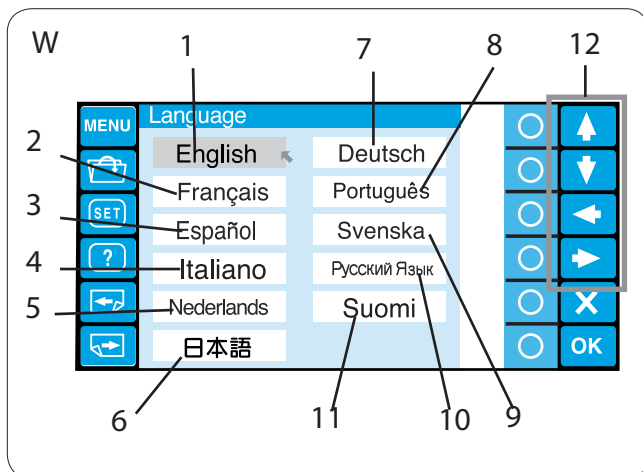 W
1
7
8
12
MENU
Language
English
Deutsch
2
Français
Português
3
SET
Español
Svenska
4
?
Italiano
Русский Язык
5
Nederlands
Suomi
X
日本語
OK
6
11
10
9